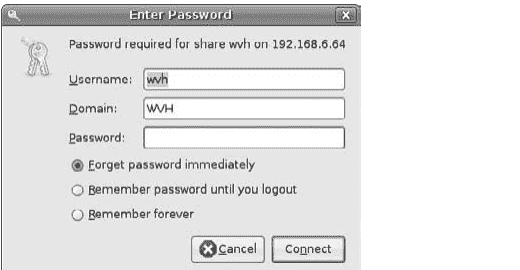 Enter Password
Password required for share wvh on 192.168.6.64
Username: wvh
Domain: WVH
Password:
Forget password immediately
Remember password until you logout
Remember forever
Cancel Connect